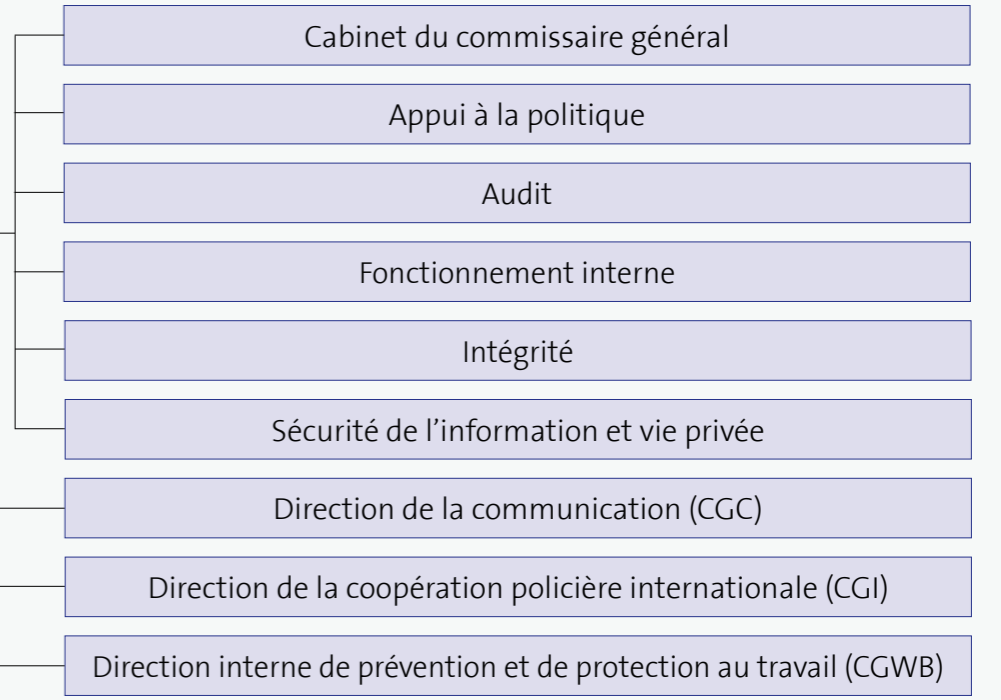 Cabinet du commissaire général
Appui à la politique
Audit
Fonctionnement interne
Intégrité
Sécurité de l’information et vie privée
Direction de la communication (CGC)
Direction de la coopération policière internationale (CGI)
Direction interne de prévention et de protection au travail (CGWB)